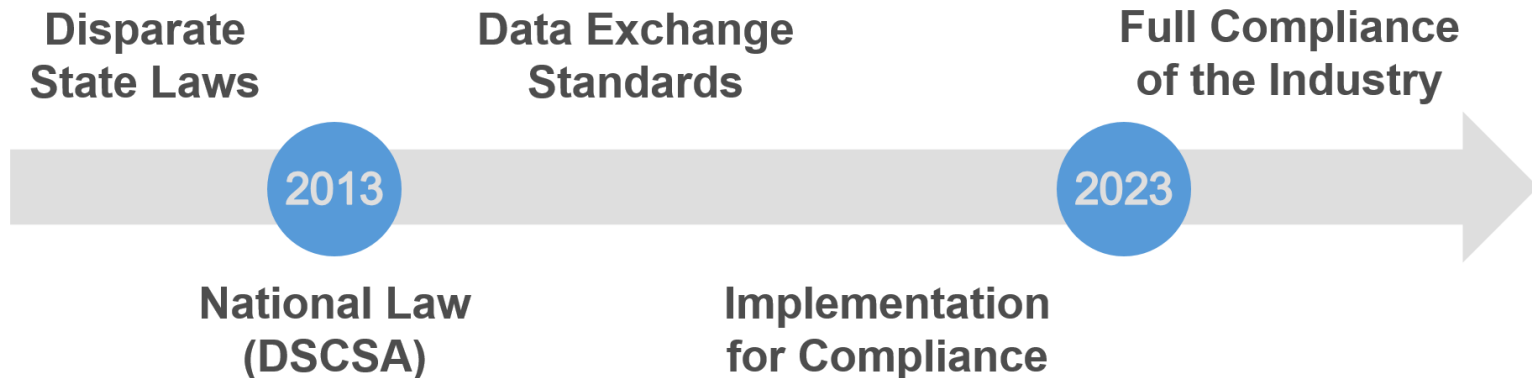 Disparate
State Laws
Data Exchange
Standards
Full Compliance
of the Industry
2013
2023
National Law
(DSCSA)
Implementation
for Compliance